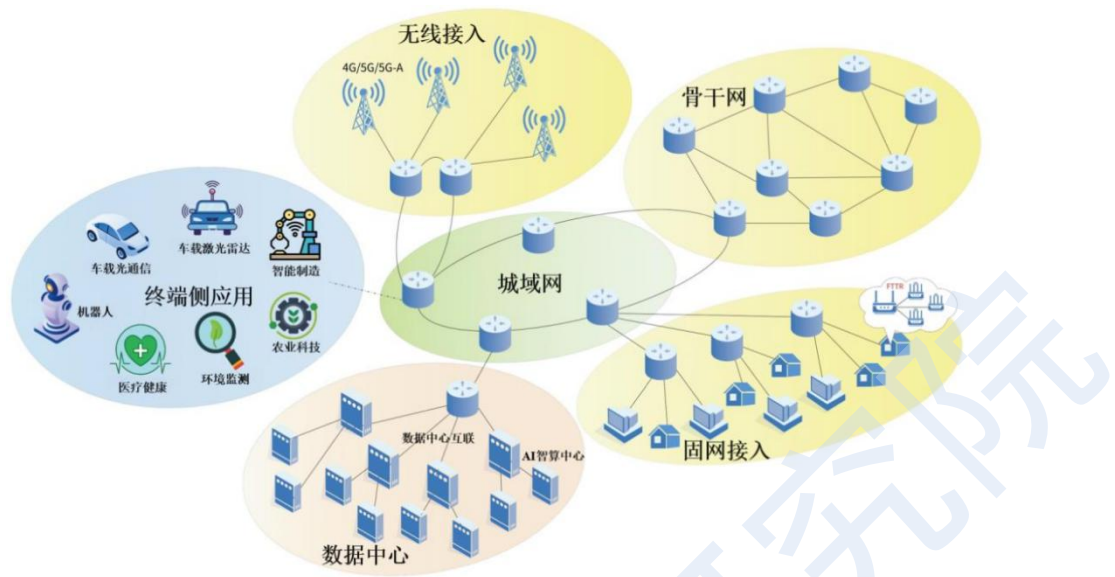 无线接入
4G/5G/5G-A
骨干网
车载光通信
车载激光雷达
智能制造
机器人
终端侧应用
农业科技
医疗健康
环境监测
城域网
FTTR
固网接入
数据中心互联
AI智算中心
数据中心
究院